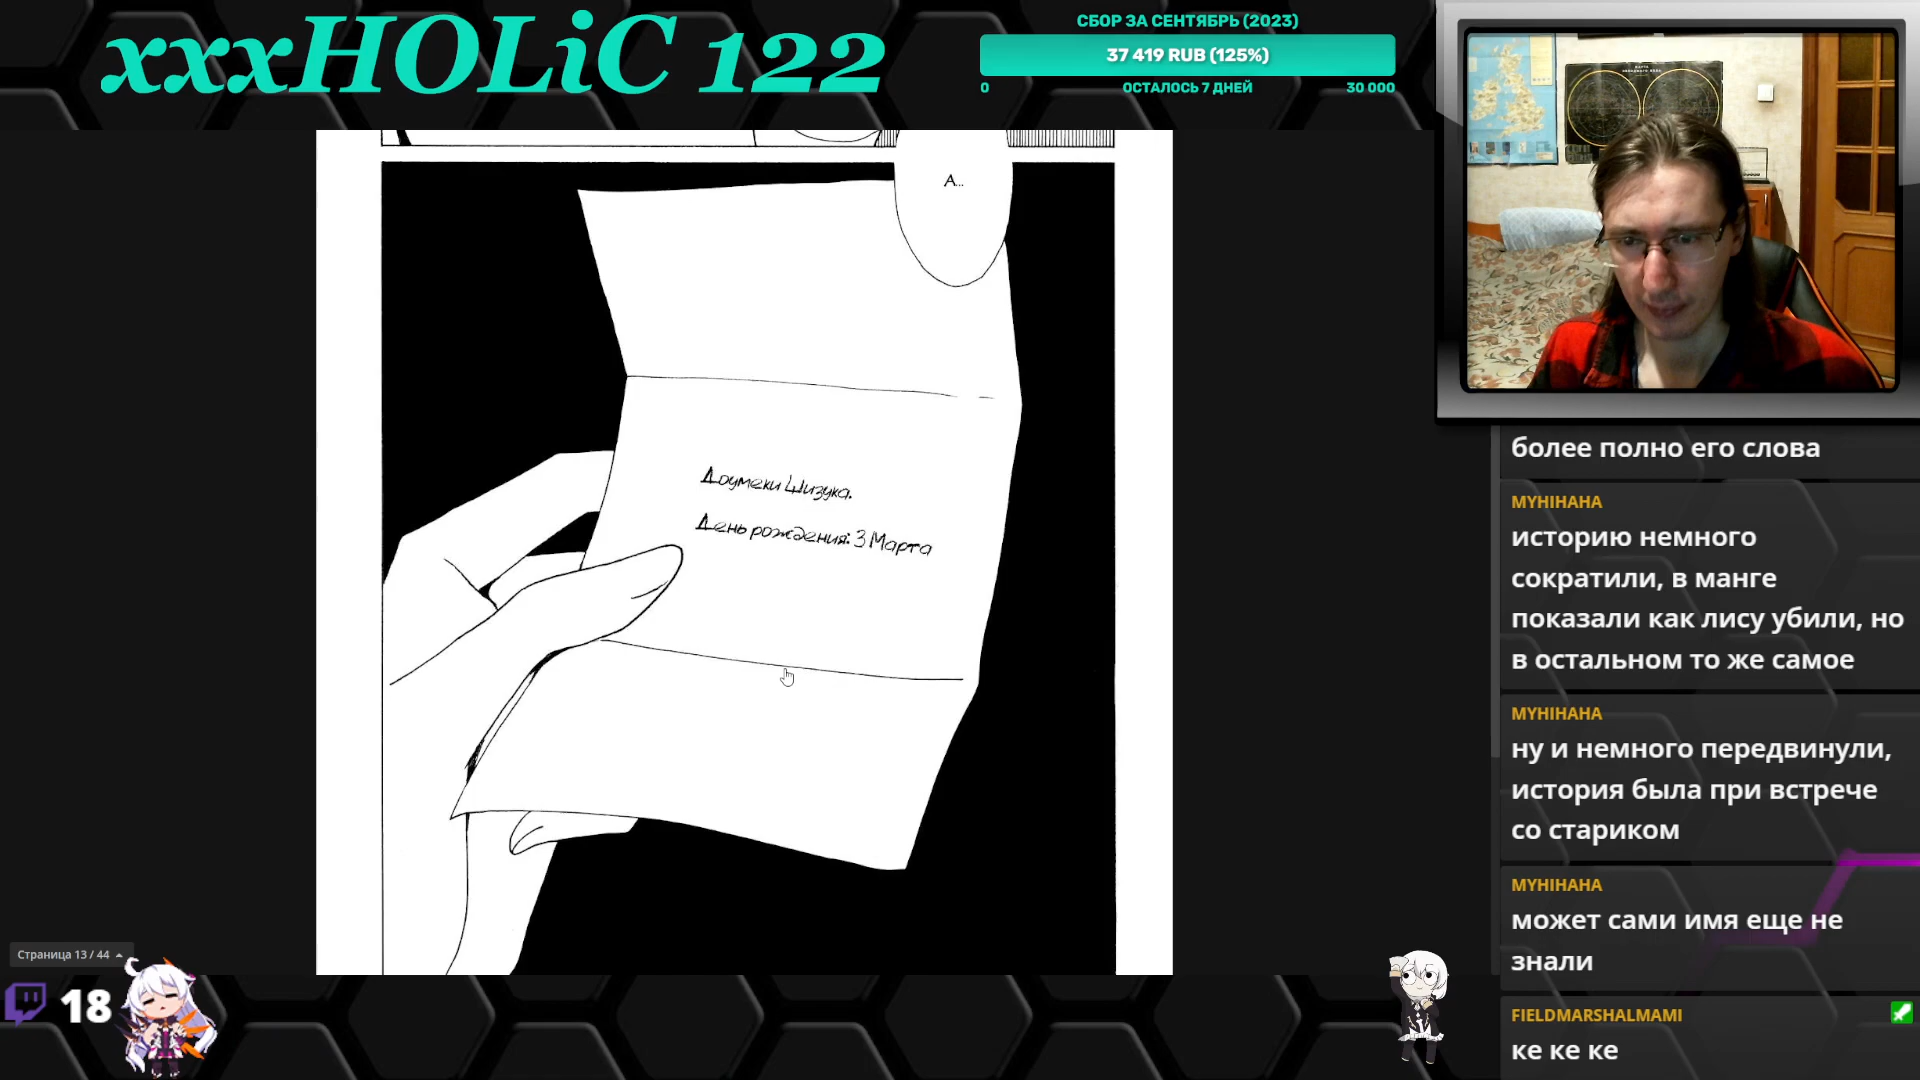 xxxHOLiC 122
СБОР ЗА СЕНТЯБРЬ (2023)
37 419 RUB (125%)
0
ОСТАЛОСЬ 7 ДНЕЙ
30 000
А...
Доумеки Шизука.
День рождения: 3 Марта
более полно его слова
MYHIHAHA
историю немного
сократили, в манге
показали как лису убили, но
в остальном то же самое
MYHIHAHA
ну и немного передвинули,
история была при встрече
со стариком
MYHIHAHA
может сами имя еще не
знали
FIELDMARSHALMAMI
ке ке ке
Страница 13 / 44
18